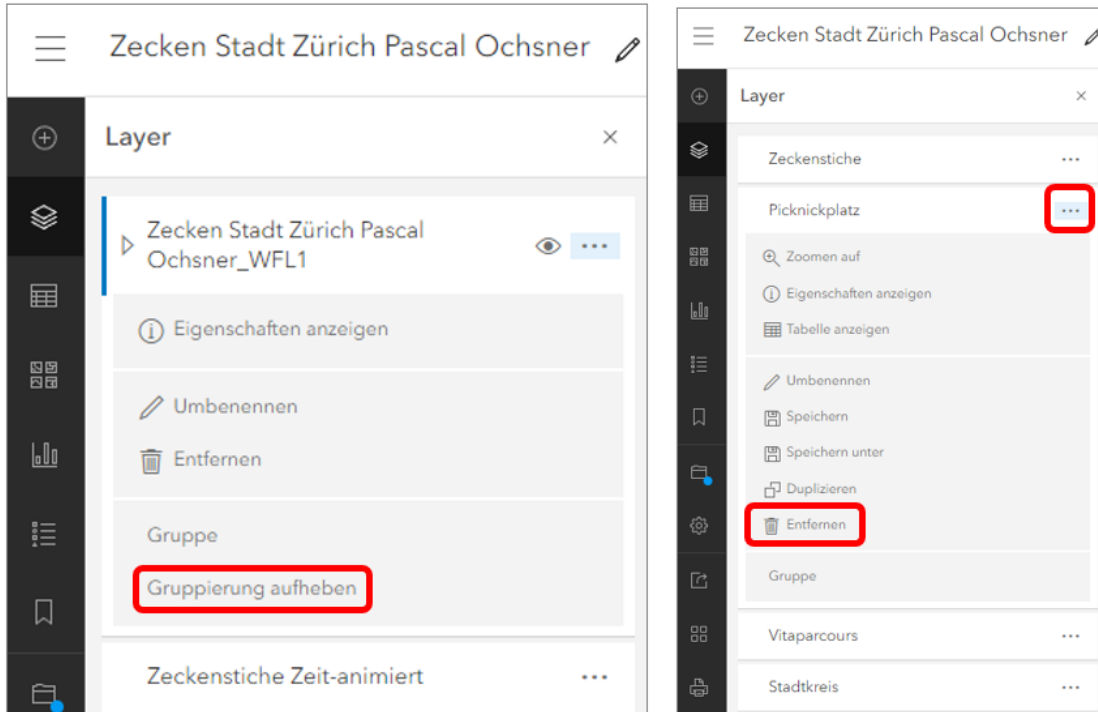 Zecken Stadt Zürich Pascal Ochsner
Layer
Zecken Stadt Zürich Pascal
Ochsner_WFL1
Eigenschaften anzeigen
Umbenennen
Entfernen
Gruppe
Gruppierung aufheben
Zeckenstiche Zeit-animiert
Zecken Stadt Zürich Pascal Ochsner
Layer
Zeckenstiche
Picknickplatz
Zoomen auf
Eigenschaften anzeigen
Tabelle anzeigen
Umbenennen
Speichern
Speichern unter
Duplizieren
Entfernen
Gruppe
Vitaparcours
Stadtkreis